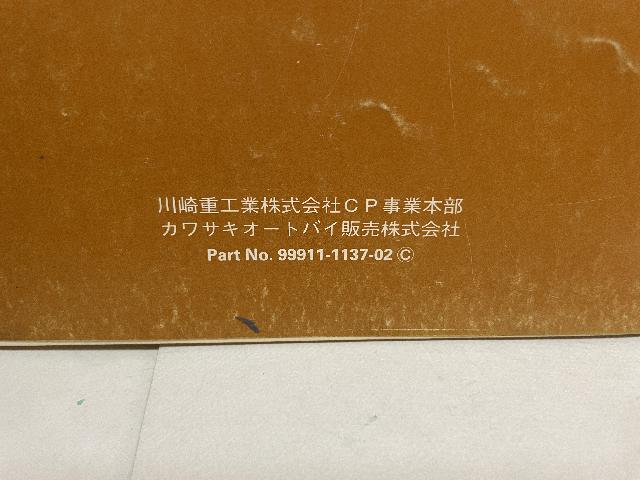 川崎重工業株式会社ＣＰ事業本部
カワサキオートバイ販売株式会社
Part No. 99911-1137-02 Ⓒ